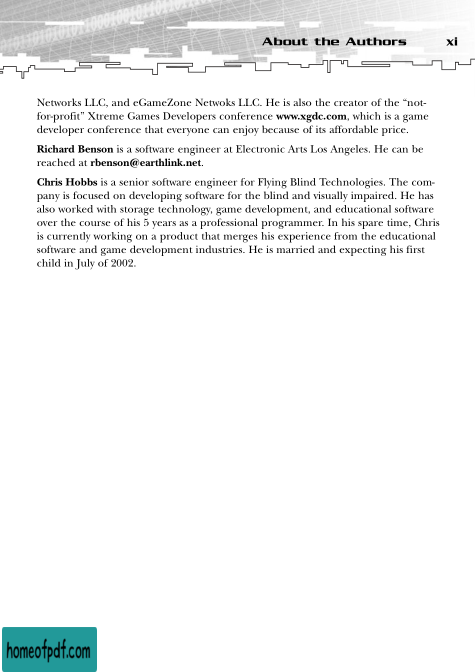 About the Authors xi
Networks LLC, and eGameZone Netwoks LLC. He is also the creator of the “not-
for-profit” Xtreme Games Developers conference www.xgdc.com, which is a game
developer conference that everyone can enjoy because of its affordable price.
Richard Benson is a software engineer at Electronic Arts Los Angeles. He can be
reached at rbenson@earthlink.net.
Chris Hobbs is a senior software engineer for Flying Blind Technologies. The com-
pany is focused on developing software for the blind and visually impaired. He has
also worked with storage technology, game development, and educational software
over the course of his 5 years as a professional programmer. In his spare time, Chris
is currently working on a product that merges his experience from the educational
software and game development industries. He is married and expecting his first
child in July of 2002.
homeofpdf.com